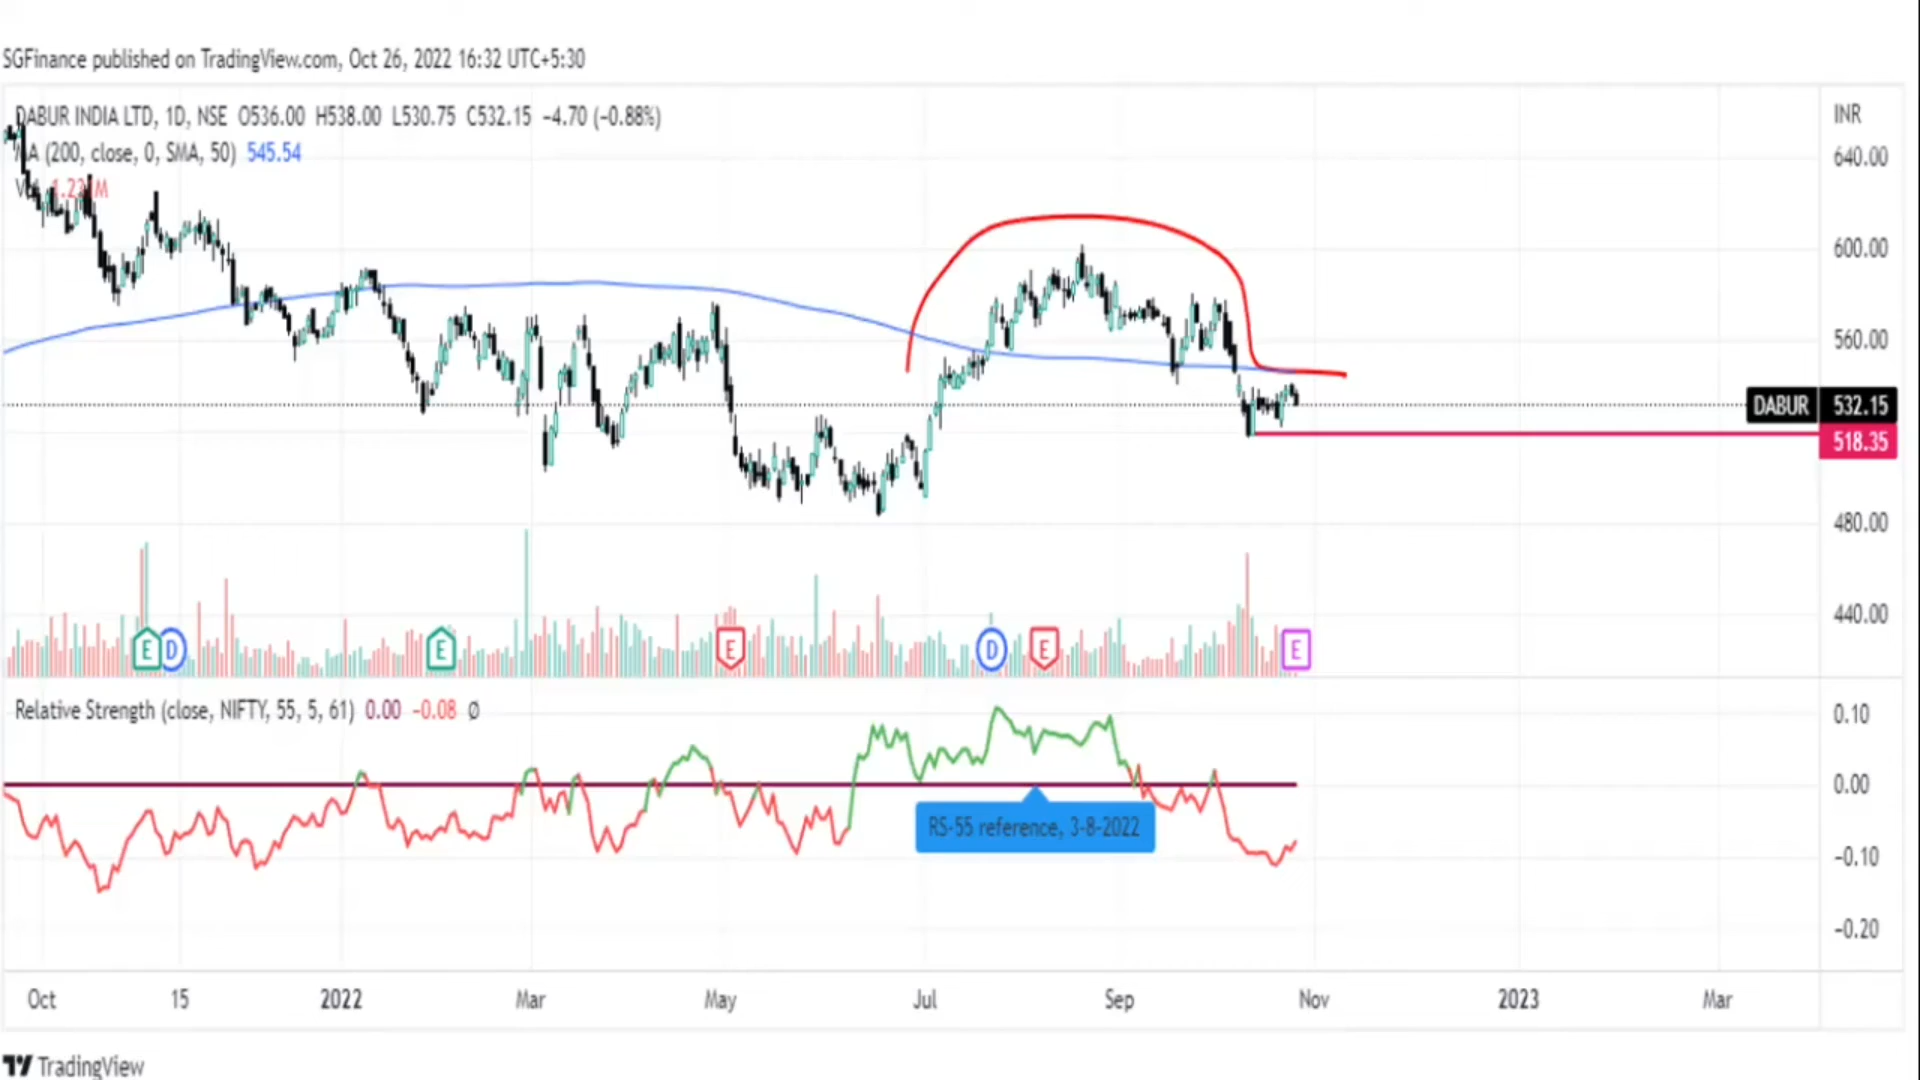 SGFinance published on TradingView.com, Oct 26, 2022 16:32 UTC+5:30
DABUR INDIA LTD, 1D, NSE O536.00 H538.00 L530.75 C532.15 −4.70 (−0.88%)
INR
MA (200, close, 0, SMA, 50) 545.54
640.00
600.00
560.00
DABUR 532.15
518.35
480.00
440.00
E D E E D E E
Relative Strength (close, NIFTY, 55, 5, 61) 0.00 −0.08 Ø
0.10
0.00
RS-55 reference, 3-8-2022
−0.10
−0.20
Oct 15 2022 Mar May Jul Sep Nov 2023 Mar
TradingView